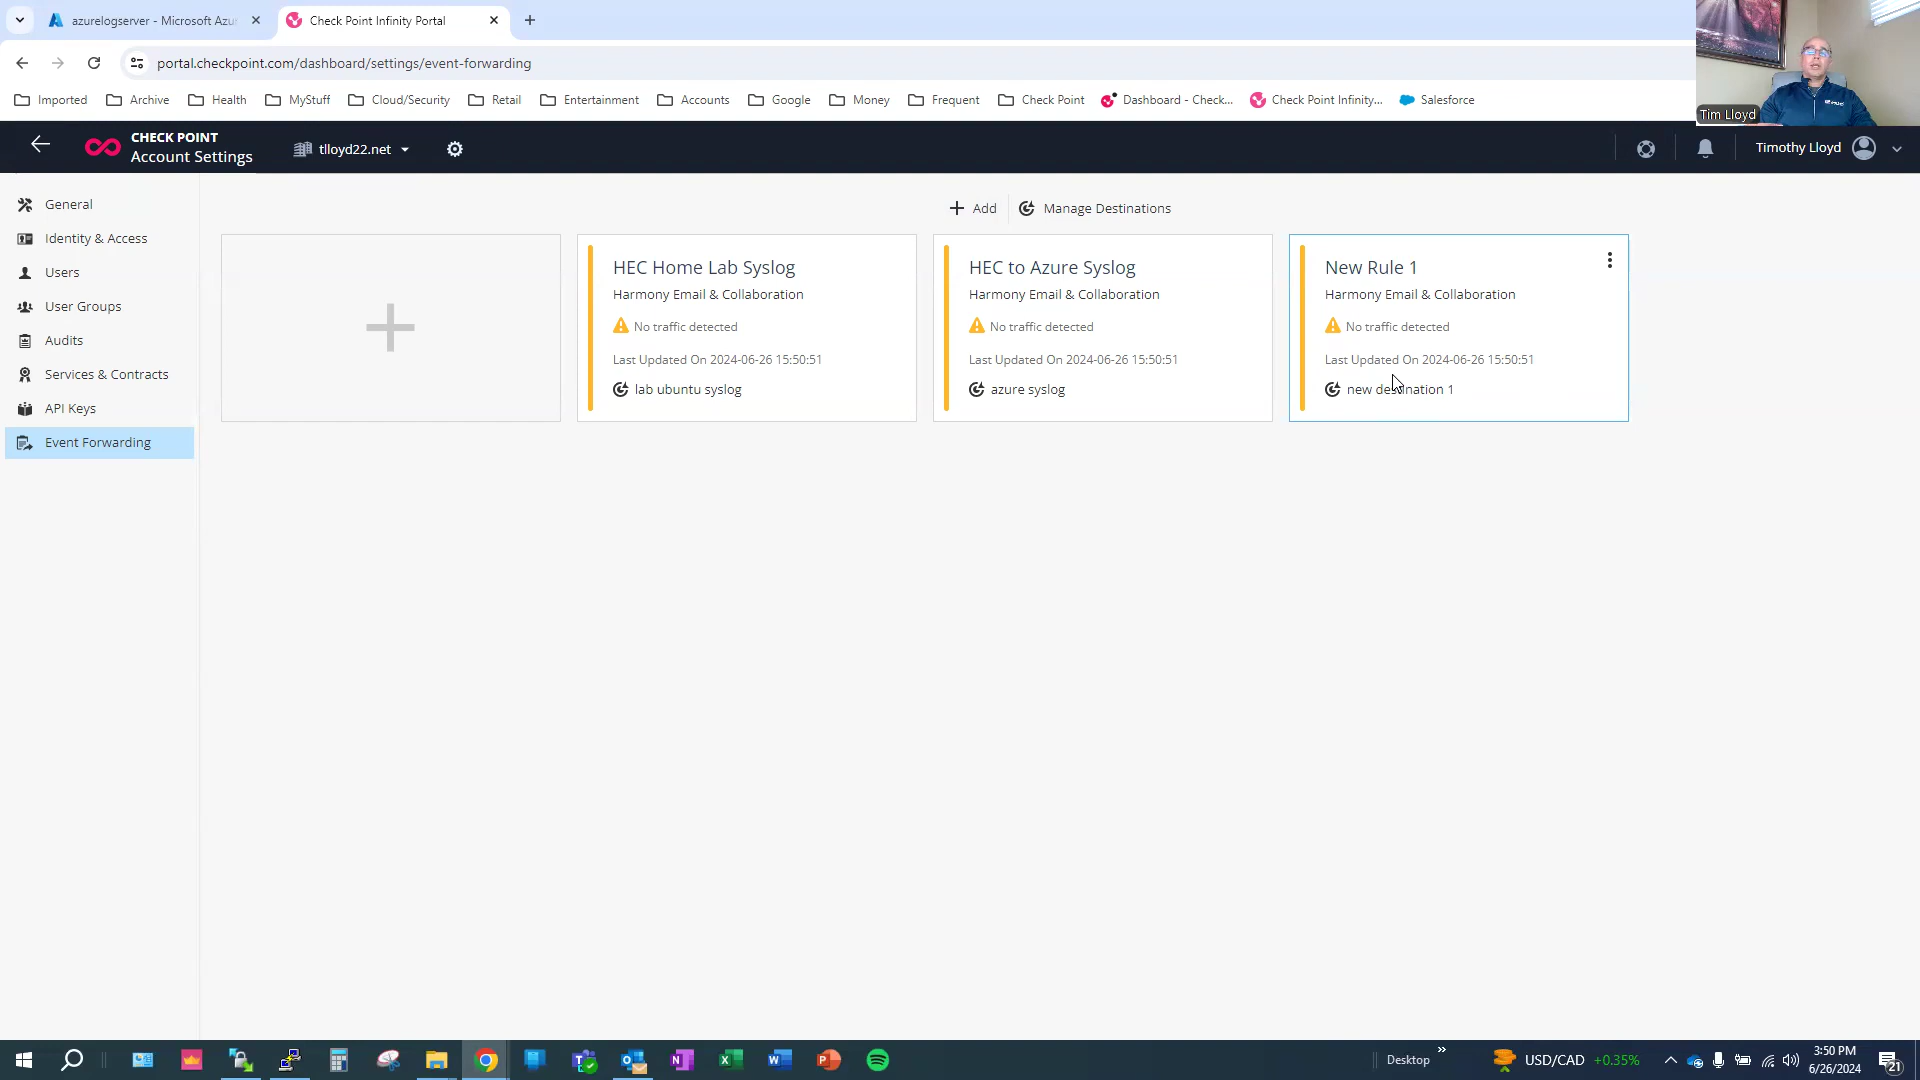 azurelogserver - Microsoft Azu
Check Point Infinity Portal
portal.checkpoint.com/dashboard/settings/event-forwarding
Imported
Archive
Health
MyStuff
Cloud/Security
Retail
Entertainment
Accounts
Google
Money
Frequent
Check Point
Dashboard - Check...
Check Point Infinity...
Salesforce
Tim Lloyd
CHECK POINT
Account Settings
tlloyd22.net
Timothy Lloyd
General
Identity & Access
Users
User Groups
Audits
Services & Contracts
API Keys
Event Forwarding
Add
Manage Destinations
HEC Home Lab Syslog
Harmony Email & Collaboration
No traffic detected
Last Updated On 2024-06-26 15:50:51
lab ubuntu syslog
HEC to Azure Syslog
Harmony Email & Collaboration
No traffic detected
Last Updated On 2024-06-26 15:50:51
azure syslog
New Rule 1
Harmony Email & Collaboration
No traffic detected
Last Updated On 2024-06-26 15:50:51
new destination 1
Desktop
USD/CAD +0.35%
3:50 PM
6/26/2024
21